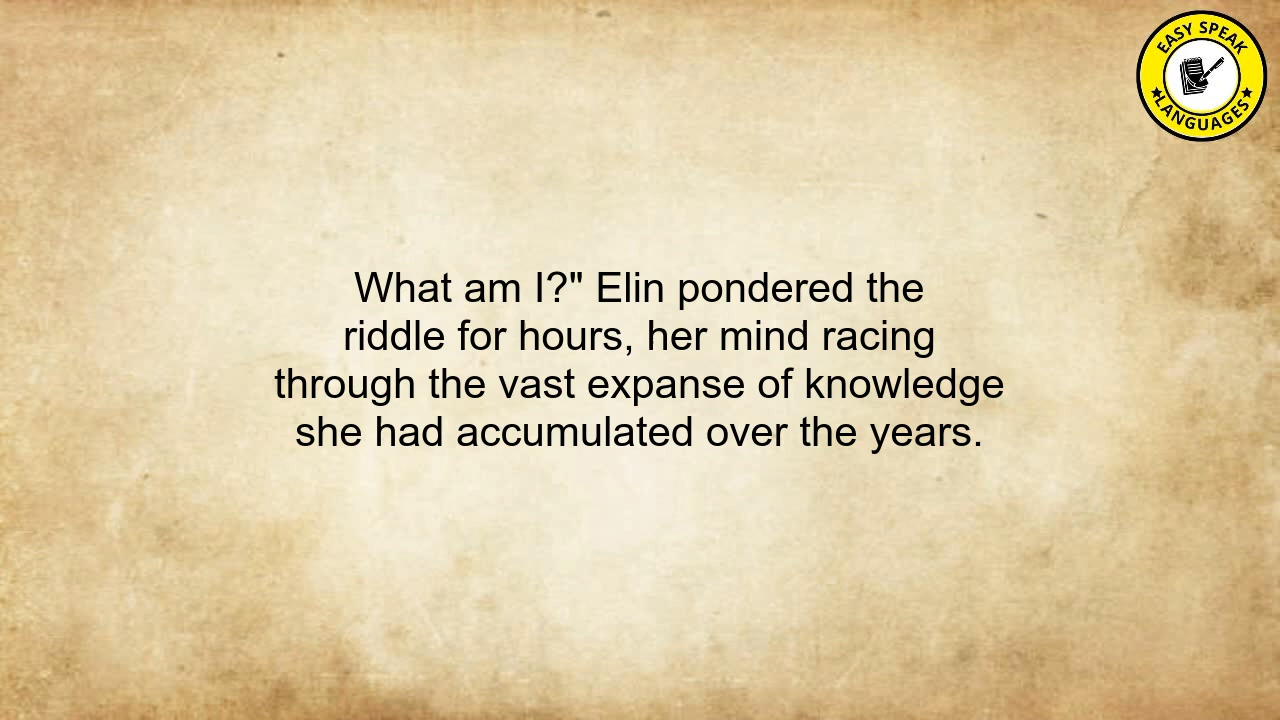 EASY SPEAK
LANGUAGES
What am I?" Elin pondered the
riddle for hours, her mind racing
through the vast expanse of knowledge
she had accumulated over the years.